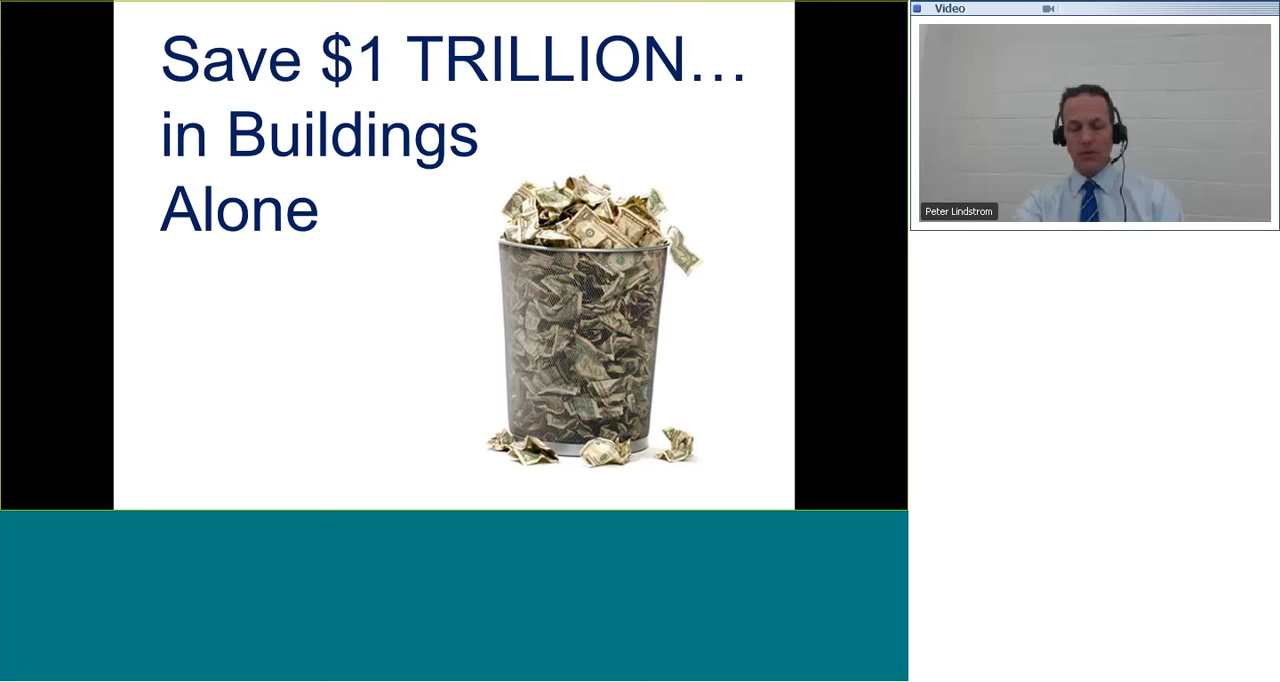 Save $1 TRILLION…
in Buildings
Alone
Video
Peter Lindstrom